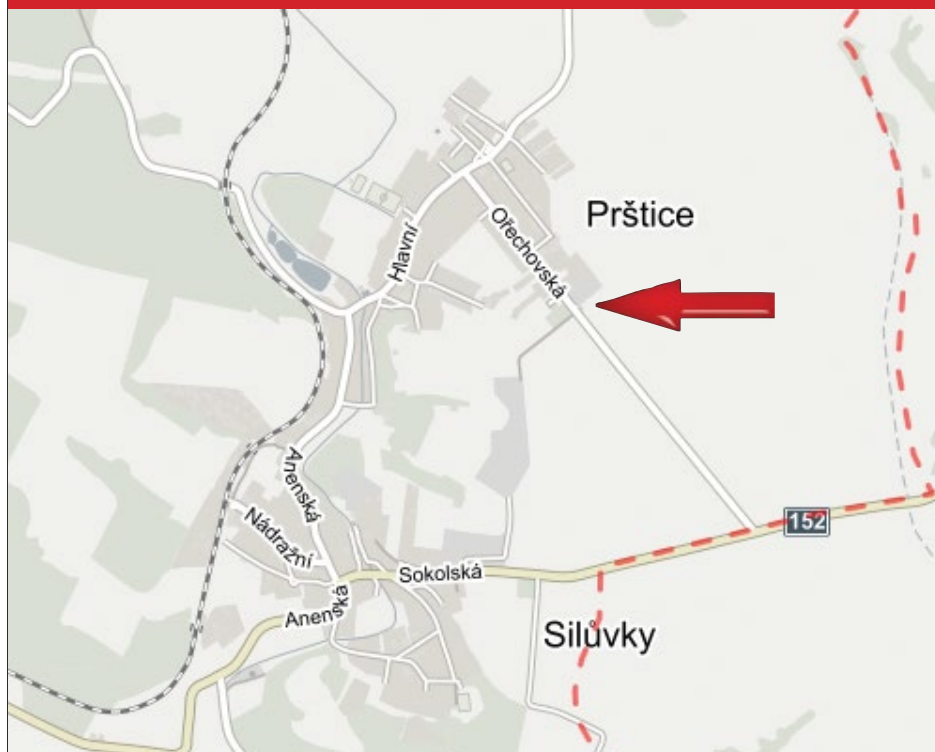 Prštice
Ořechovská
Hlavní
Anenská
152
Nádražní
Sokolská
Anenská
Silůvky